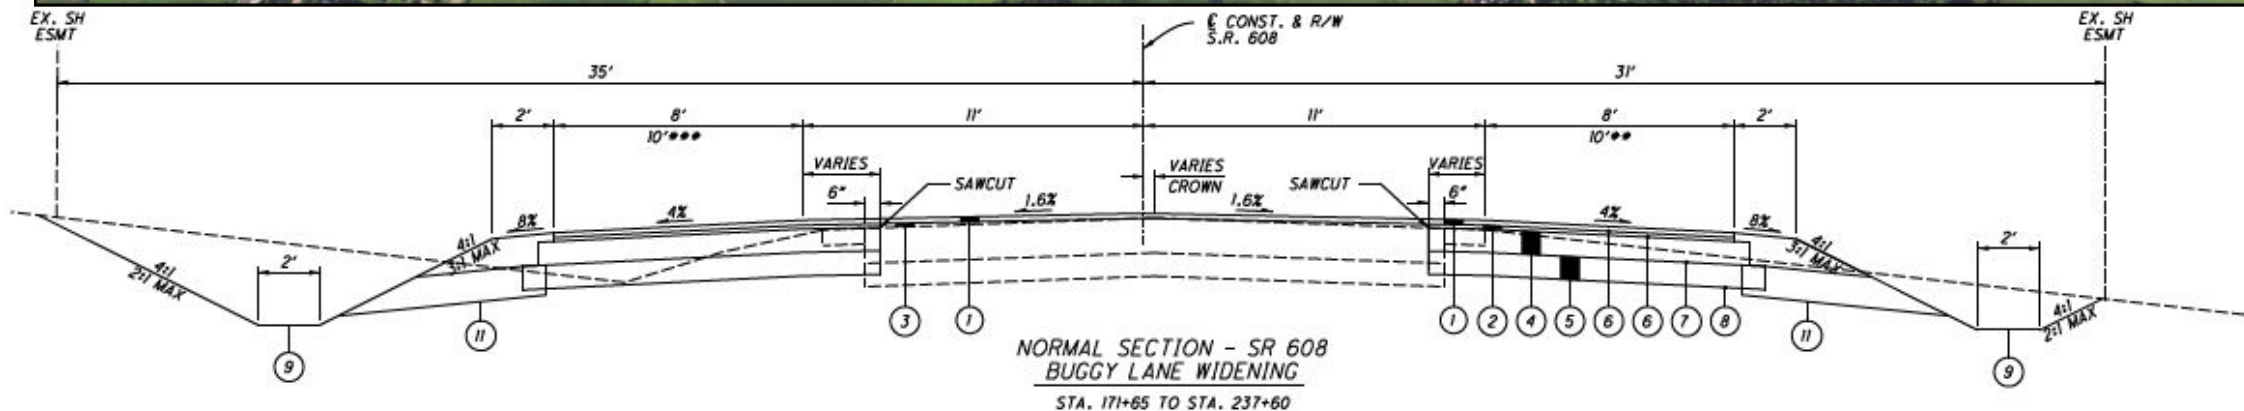 EX. SH
ESMT
℄ CONST. & R/W
S.R. 608
EX. SH
ESMT
35'
31'
2'
8'
10'***
11'
11'
8'
10'**
2'
VARIES
6"
SAWCUT
VARIES
CROWN
SAWCUT
VARIES
6"
8%
4%
1.6%
1.6%
4%
8%
4:1
3:1 MAX
4:1
3:1 MAX
4:1
2:1 MAX
2'
2'
4:1
2:1 MAX
9
11
3
1
1
2
4
5
6
6
7
8
11
9
NORMAL SECTION - SR 608
BUGGY LANE WIDENING
STA. 171+65 TO STA. 237+60